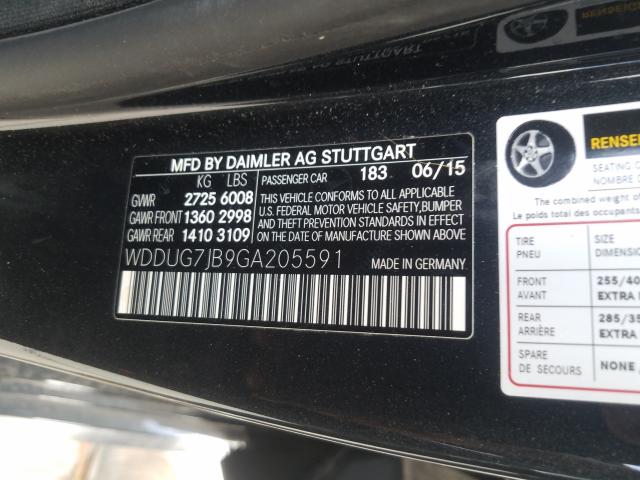 MFD BY DAIMLER AG STUTTGART
KG LBS
GVWR 2725 6008
GAWR FRONT 1360 2998
GAWR REAR 1410 3109
PASSENGER CAR 183 06/15
THIS VEHICLE CONFORMS TO ALL APPLICABLE
U.S. FEDERAL MOTOR VEHICLE SAFETY,BUMPER
AND THEFT PREVENTION STANDARDS IN EFFECT
ON THE DATE OF MANUFACTURE SHOWN ABOVE.
WDDUG7JB9GA205591 MADE IN GERMANY
RENSEI
SEATING
NOMBRE
The combined weight of
Le poids total des occupants
TIRE
PNEU
SIZE
DIMENSION
FRONT
AVANT
255/40
EXTRA
REAR
ARRIÈRE
285/35
EXTRA
SPARE
DE SECOURS
NONE